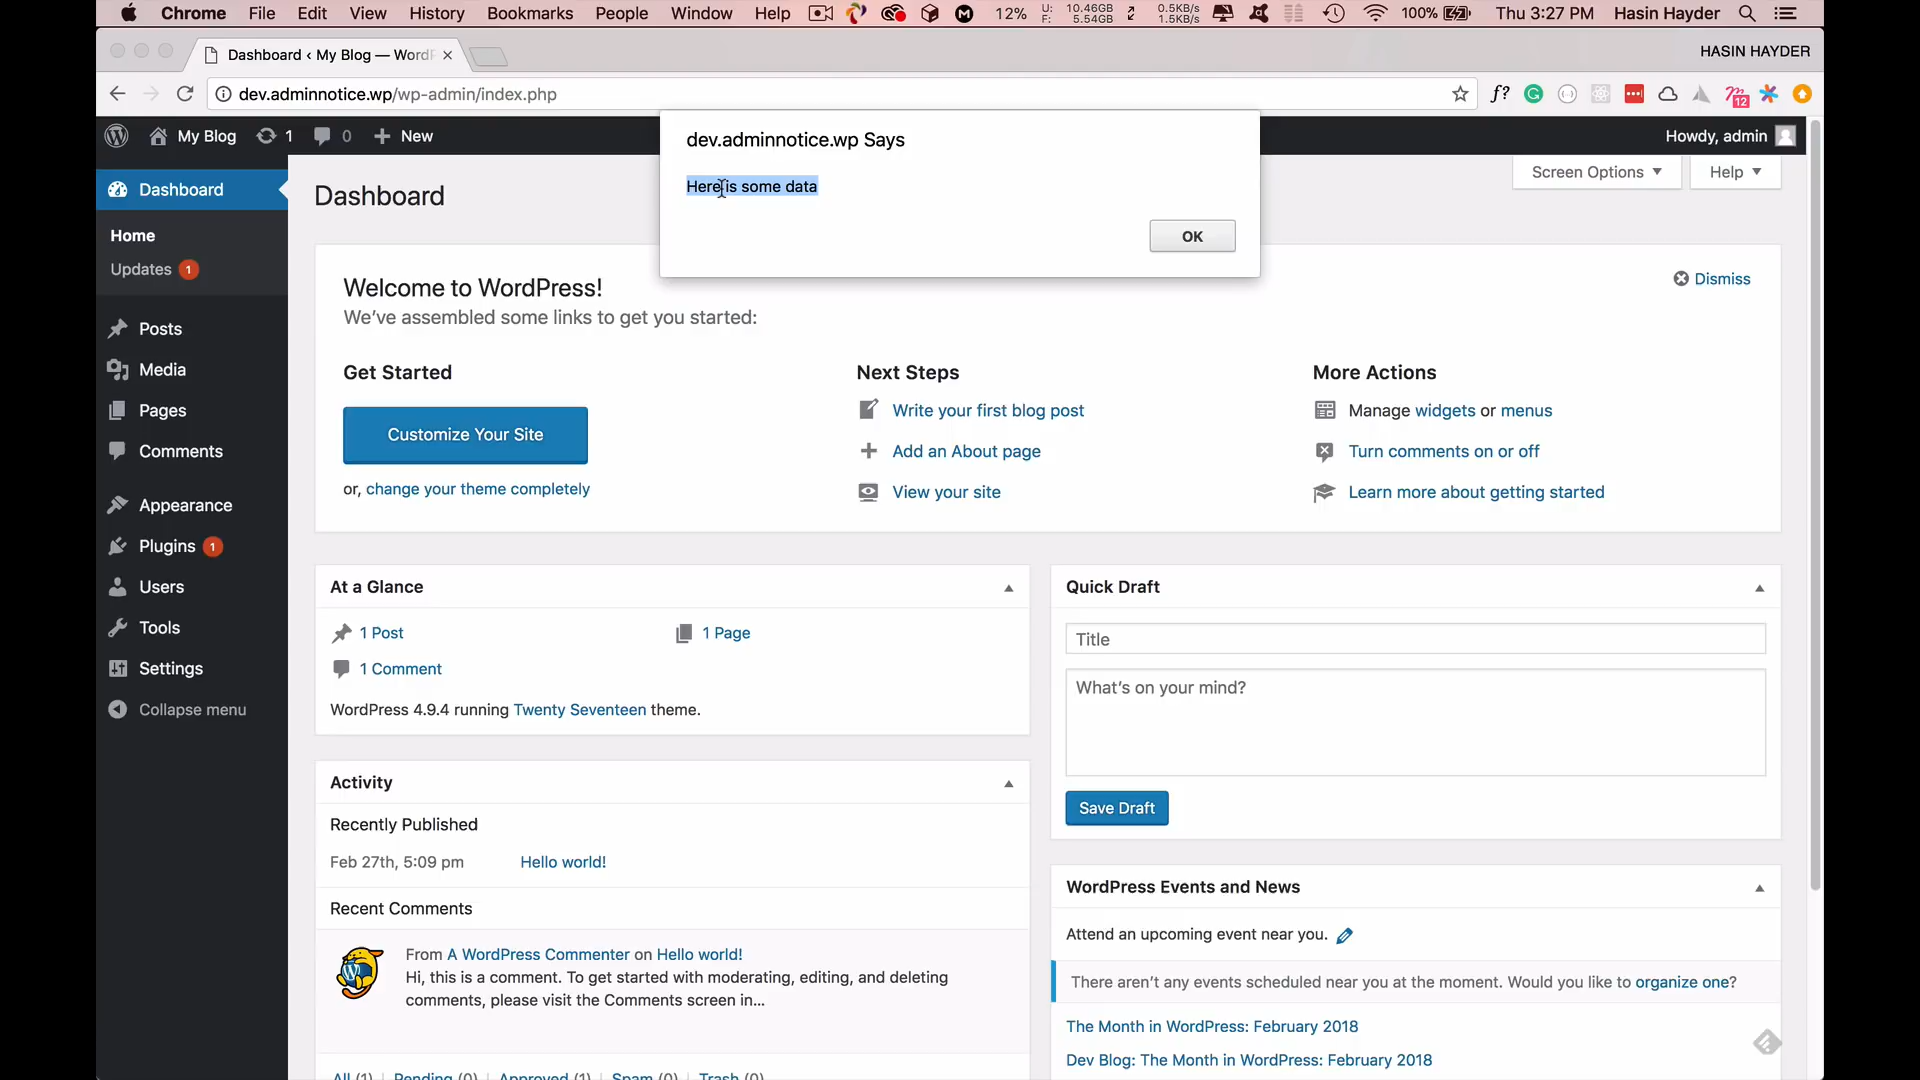 Chrome File Edit View History Bookmarks People Window Help 12% U: 10.46GB F: 5.54GB 0.5KB/s 1.5KB/s 100% Thu 3:27 PM Hasin Hayder
Dashboard ‹ My Blog — WordP
HASIN HAYDER
dev.adminnotice.wp/wp-admin/index.php
f? 12
My Blog 1 0 New
Howdy, admin
dev.adminnotice.wp Says
Here is some data
OK
Screen Options Help
Dashboard
Home
Updates 1
Posts
Media
Pages
Comments
Appearance
Plugins 1
Users
Tools
Settings
Collapse menu
Dashboard
Welcome to WordPress!
We've assembled some links to get you started:
Dismiss
Get Started
Customize Your Site
or, change your theme completely
Next Steps
Write your first blog post
Add an About page
View your site
More Actions
Manage widgets or menus
Turn comments on or off
Learn more about getting started
At a Glance
1 Post
1 Page
1 Comment
WordPress 4.9.4 running Twenty Seventeen theme.
Activity
Recently Published
Feb 27th, 5:09 pm Hello world!
Recent Comments
From A WordPress Commenter on Hello world!
Hi, this is a comment. To get started with moderating, editing, and deleting
comments, please visit the Comments screen in...
All (1) | Pending (0) | Approved (1) | Spam (0) | Trash (0)
Quick Draft
Title
What's on your mind?
Save Draft
WordPress Events and News
Attend an upcoming event near you.
There aren't any events scheduled near you at the moment. Would you like to organize one?
The Month in WordPress: February 2018
Dev Blog: The Month in WordPress: February 2018